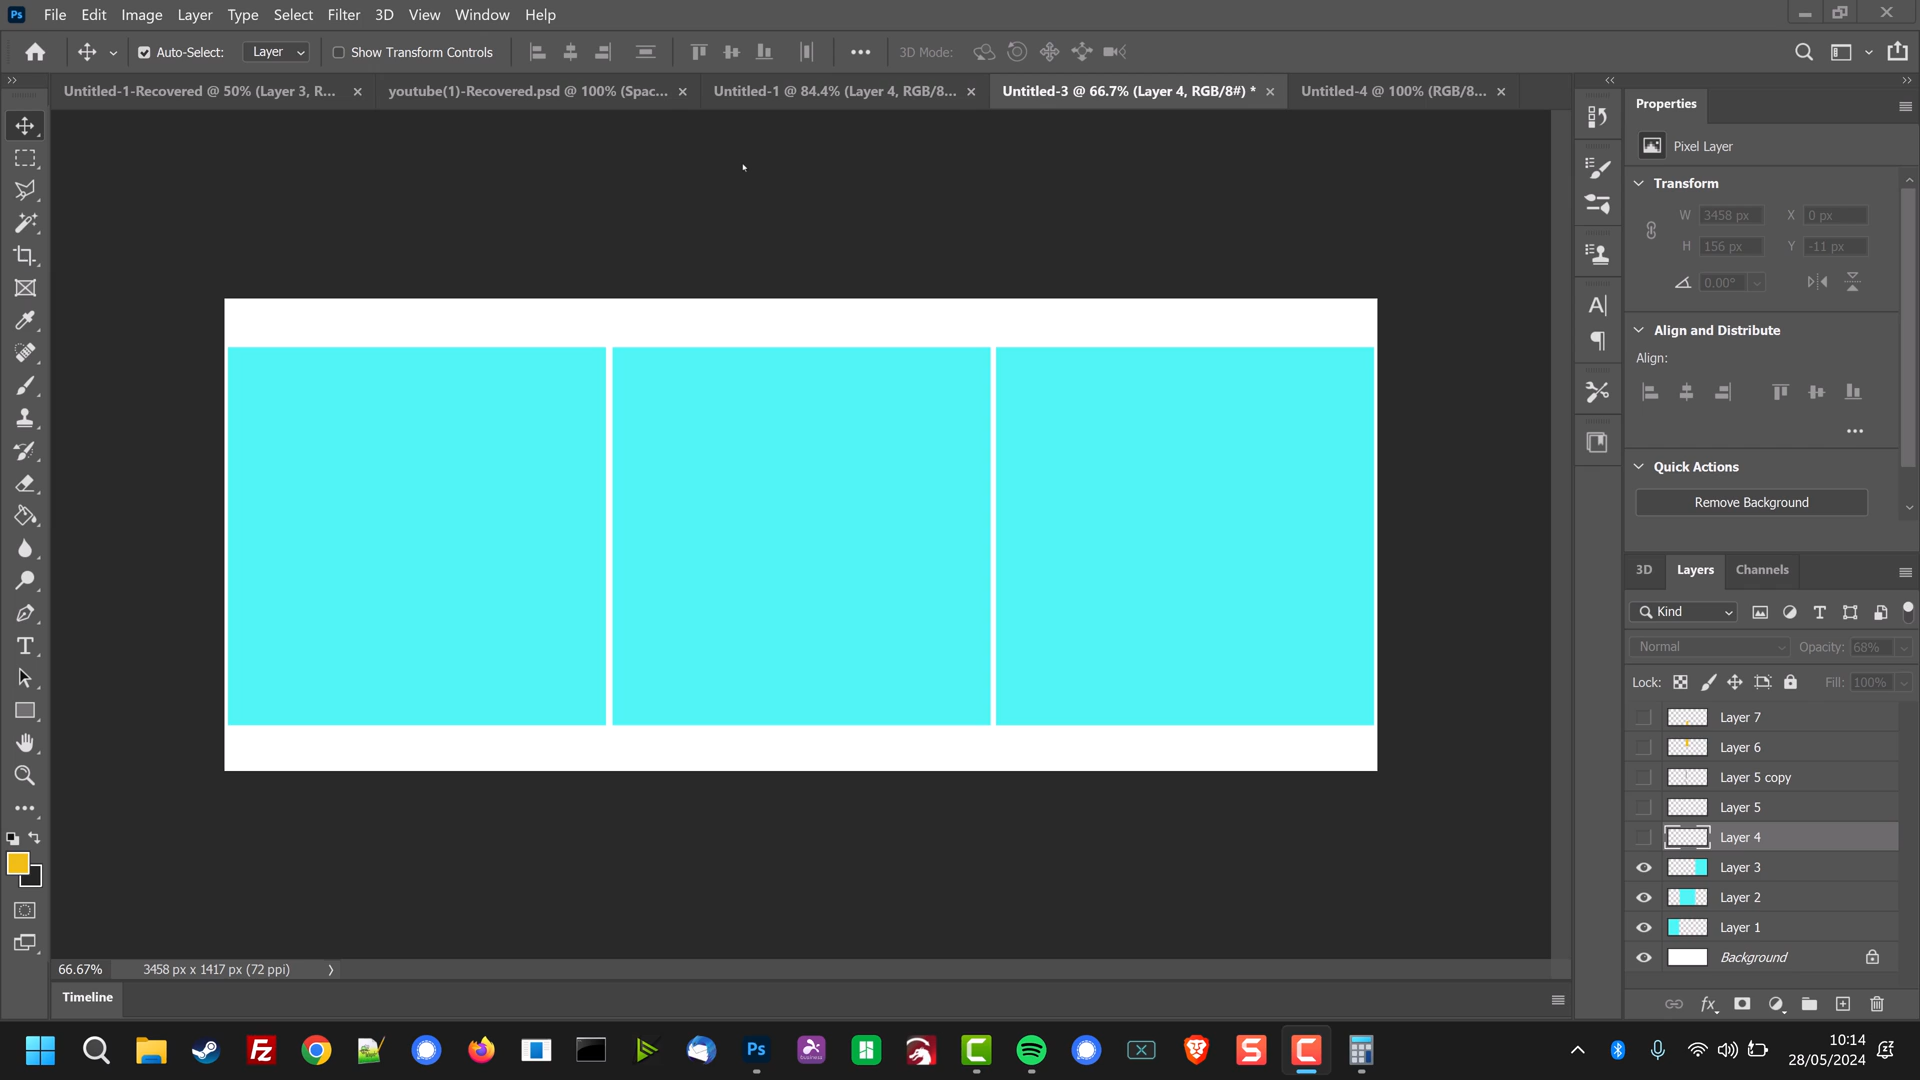 Ps File Edit Image Layer Type Select Filter 3D View Window Help
Auto-Select: Layer Show Transform Controls 3D Mode:
Untitled-1-Recovered @ 50% (Layer 3, R... youtube(1)-Recovered.psd @ 100% (Spac... Untitled-1 @ 84.4% (Layer 4, RGB/8... Untitled-3 @ 66.7% (Layer 4, RGB/8#) * Untitled-4 @ 100% (RGB/8...
Properties
Pixel Layer
Transform
W 3458 px X 0 px
H 156 px Y -11 px
0.00°
Align and Distribute
Align:
Quick Actions
Remove Background
3D Layers Channels
Kind
Normal Opacity: 68%
Lock: Fill: 100%
Layer 7
Layer 6
Layer 5 copy
Layer 5
Layer 4
Layer 3
Layer 2
Layer 1
Background
66.67% 3458 px x 1417 px (72 ppi)
Timeline
10:14
28/05/2024